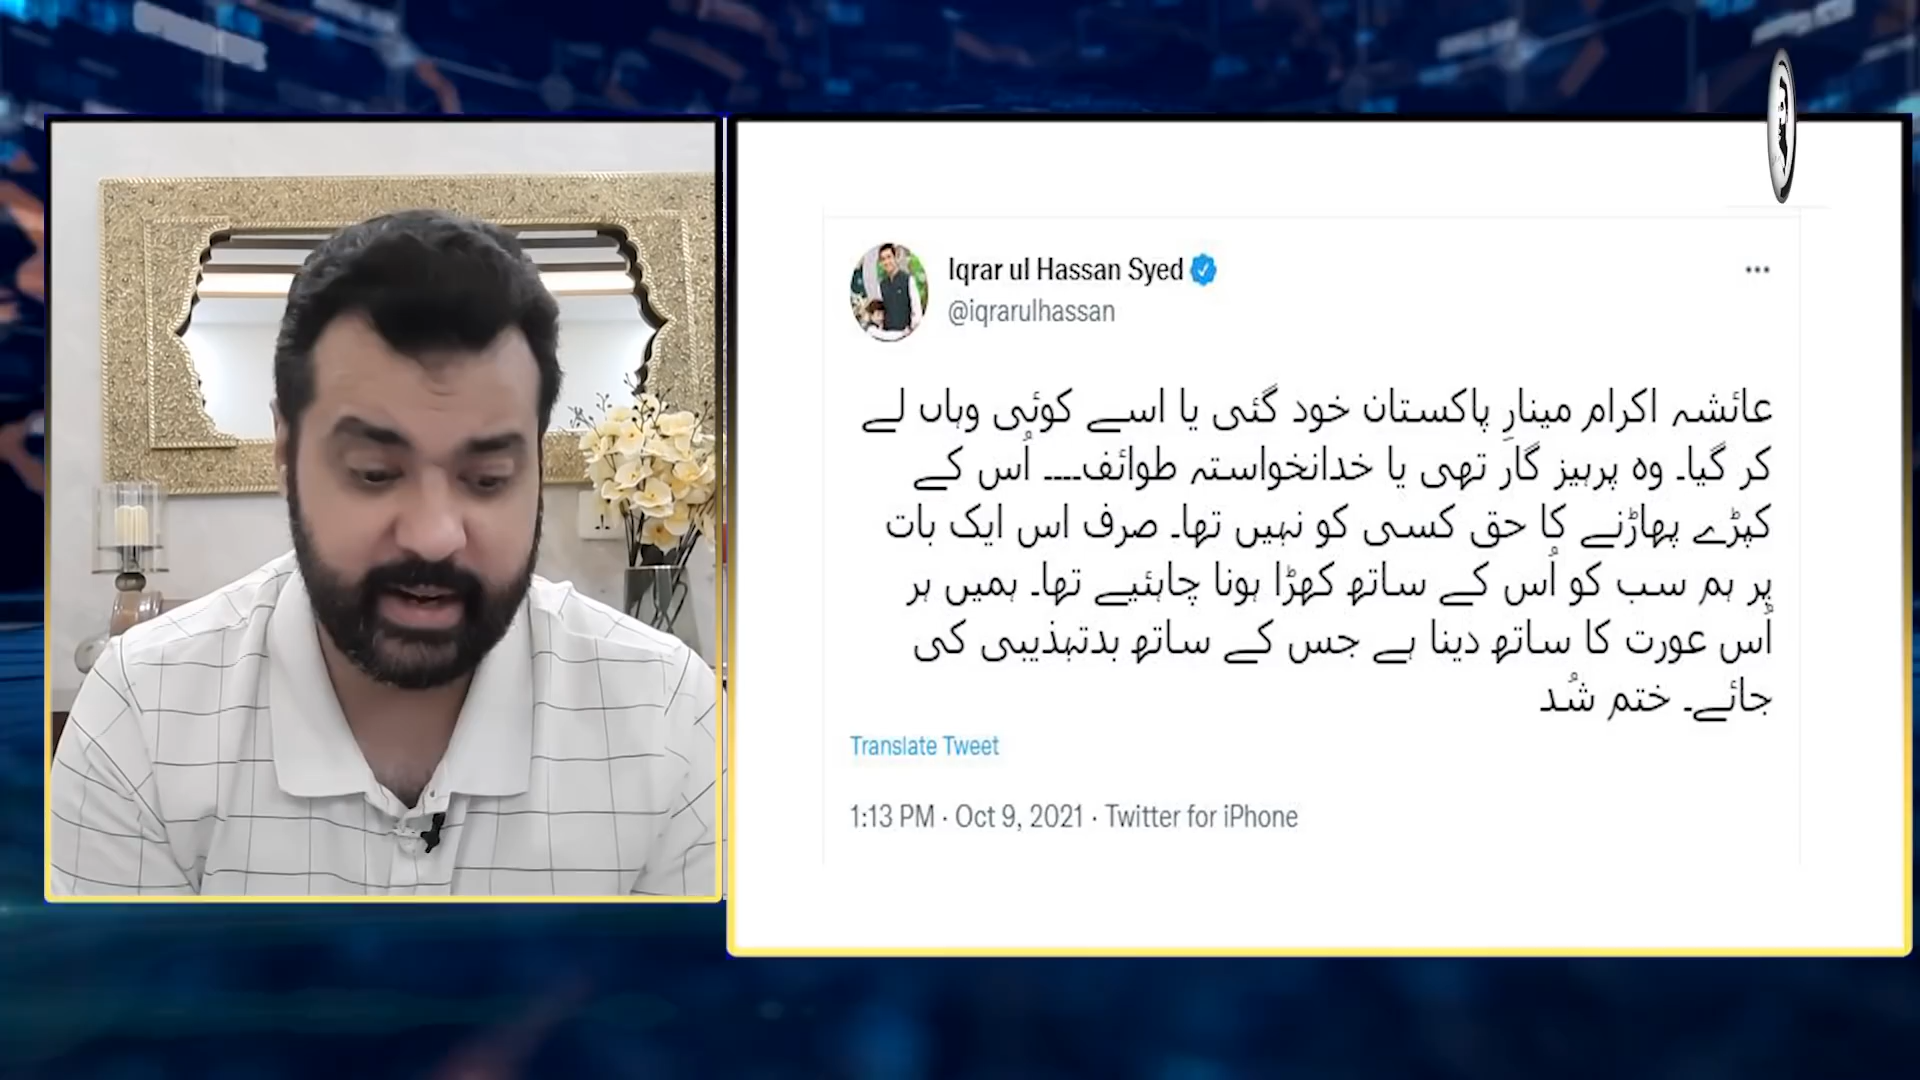 Iqrar ul Hassan Syed
@iqrarulhassan
عائشہ اکرام مینارِ پاکستان خود گئی یا اسے کوئی وہاں لے
کر گیا۔ وہ پرہیز گار تھی یا خدانخواستہ طوائف۔۔۔۔ اُس کے
کپڑے پھاڑنے کا حق کسی کو نہیں تھا۔ صرف اس ایک بات
پر ہم سب کو اُس کے ساتھ کھڑا ہونا چاہئیے تھا۔ ہمیں ہر
اُس عورت کا ساتھ دینا ہے جس کے ساتھ بدتہذیبی کی
جائے۔ ختم شُد
Translate Tweet
1:13 PM · Oct 9, 2021 · Twitter for iPhone